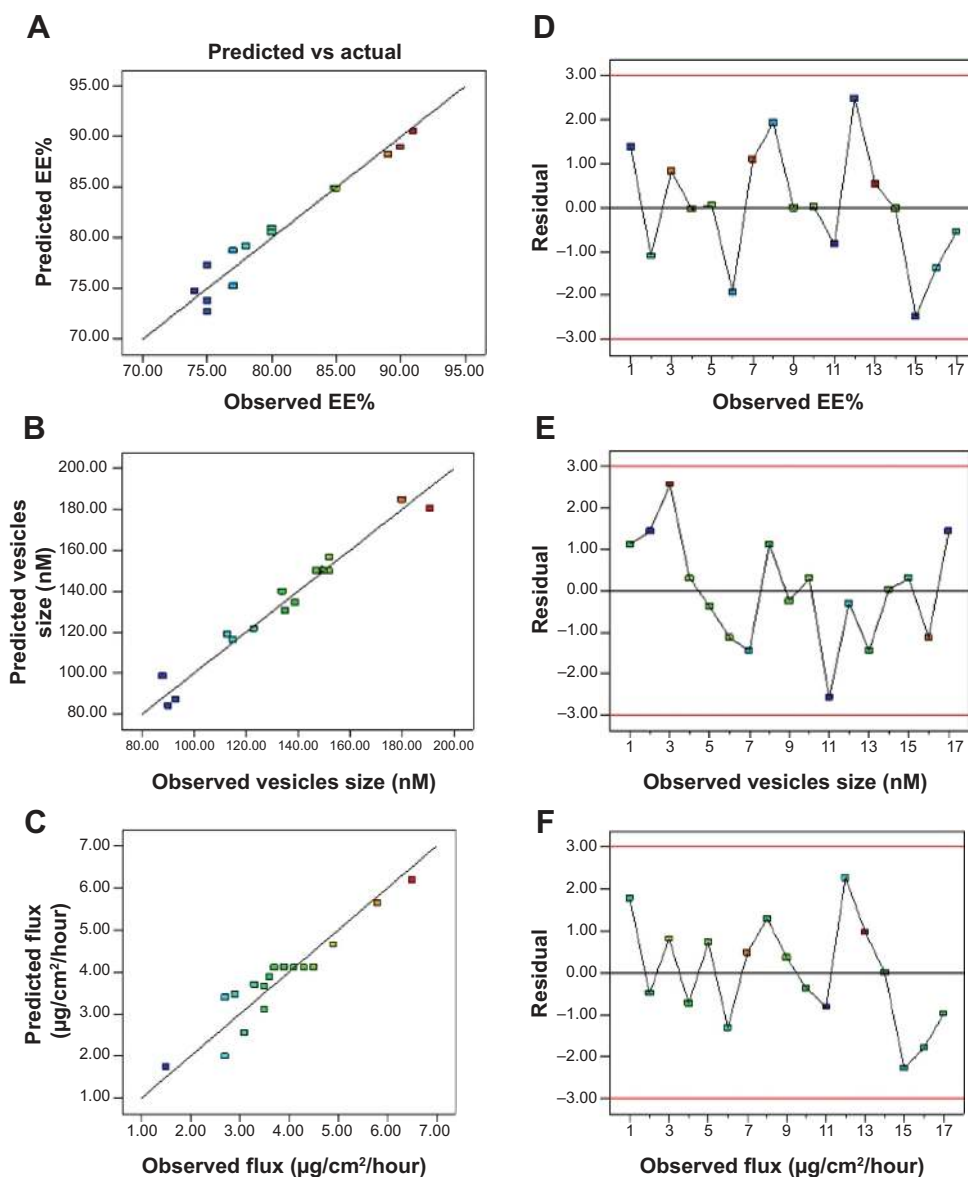 A
Predicted vs actual
95.00
90.00
85.00
80.00
75.00
70.00
Predicted EE%
70.00 75.00 80.00 85.00 90.00 95.00
Observed EE%
D
3.00
2.00
1.00
0.00
–1.00
–2.00
–3.00
Residual
1 3 5 7 9 11 13 15 17
Observed EE%
B
200.00
180.00
160.00
140.00
120.00
100.00
80.00
Predicted vesicles
size (nM)
80.00 100.00 120.00 140.00 160.00 180.00 200.00
Observed vesicles size (nM)
E
3.00
2.00
1.00
0.00
–1.00
–2.00
–3.00
Residual
1 3 5 7 9 11 13 15 17
Observed vesicles size (nM)
C
7.00
6.00
5.00
4.00
3.00
2.00
1.00
Predicted flux
(µg/cm²/hour)
1.00 2.00 3.00 4.00 5.00 6.00 7.00
Observed flux (µg/cm²/hour)
F
3.00
2.00
1.00
0.00
–1.00
–2.00
–3.00
Residual
1 3 5 7 9 11 13 15 17
Observed flux (µg/cm²/hour)